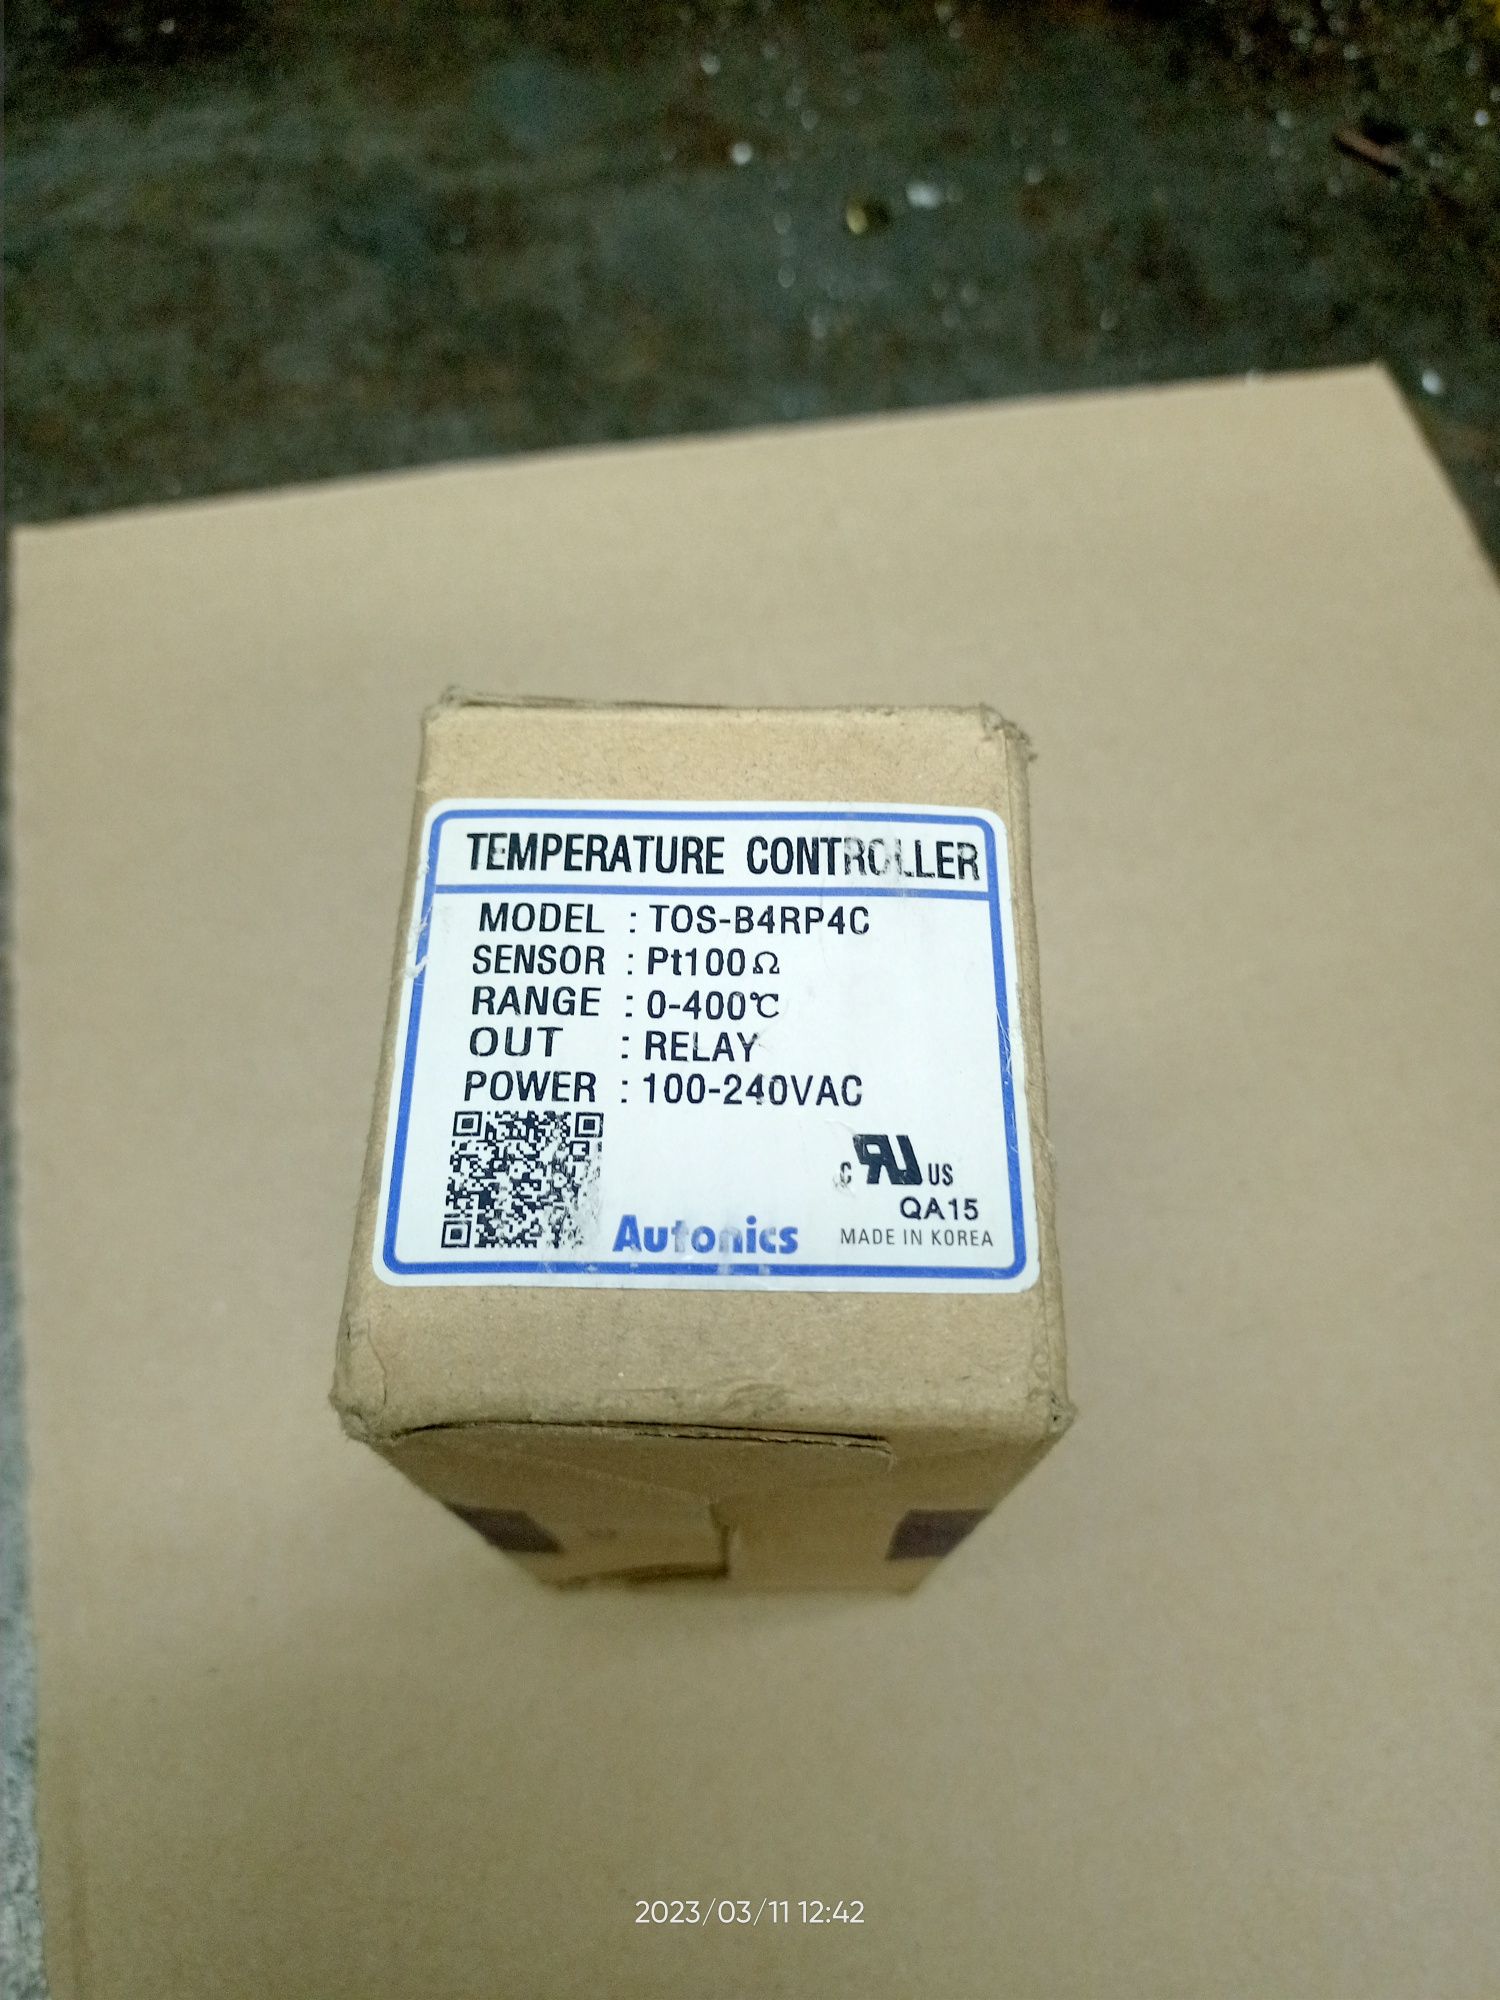 TEMPERATURE CONTROLLER
MODEL : TOS-B4RP4C
SENSOR : Pt100Ω
RANGE : 0-400℃
OUT : RELAY
POWER : 100-240VAC
C RU US
QA15
Autonics MADE IN KOREA
2023/03/11 12:42